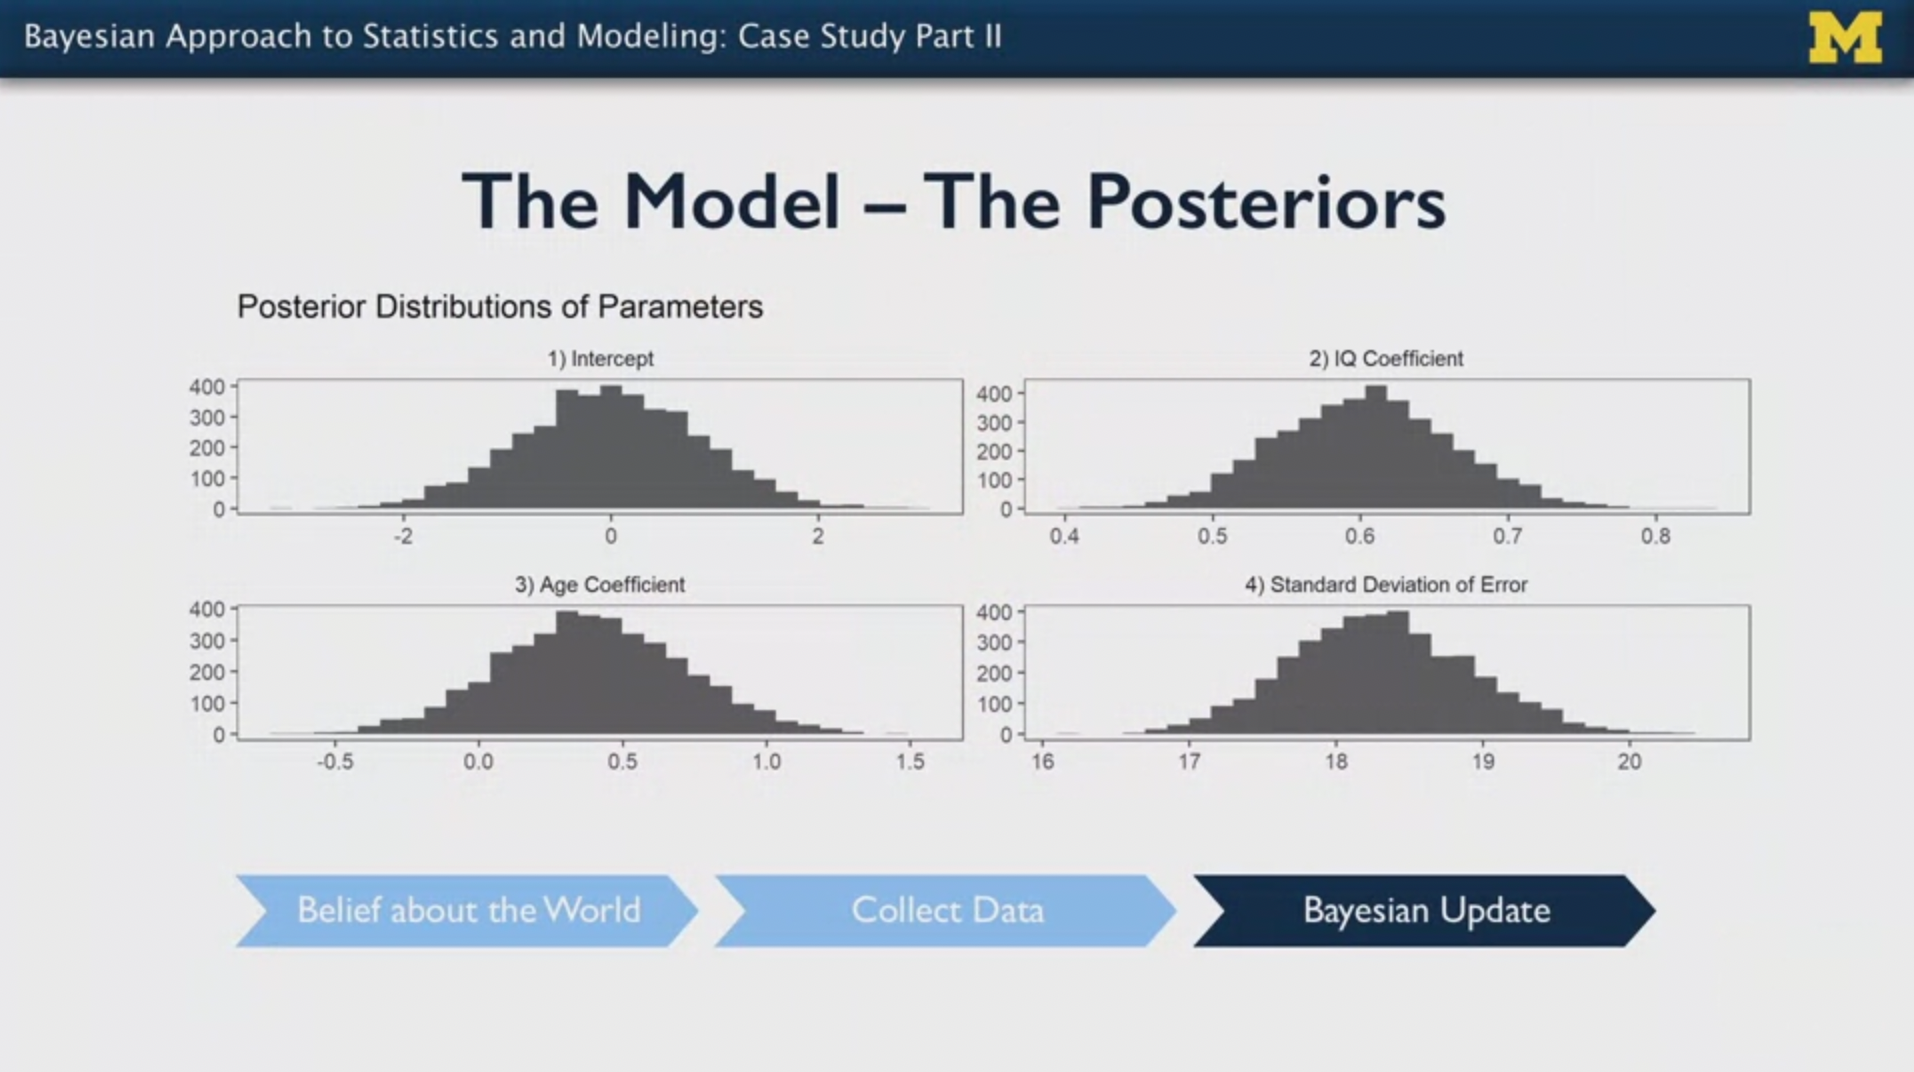 Bayesian Approach to Statistics and Modeling: Case Study Part II
M
The Model – The Posteriors
Posterior Distributions of Parameters
1) Intercept
400
300
200
100
0
-2 0 2
2) IQ Coefficient
400
300
200
100
0
0.4 0.5 0.6 0.7 0.8
3) Age Coefficient
400
300
200
100
0
-0.5 0.0 0.5 1.0 1.5
4) Standard Deviation of Error
400
300
200
100
0
16 17 18 19 20
Belief about the World
Collect Data
Bayesian Update